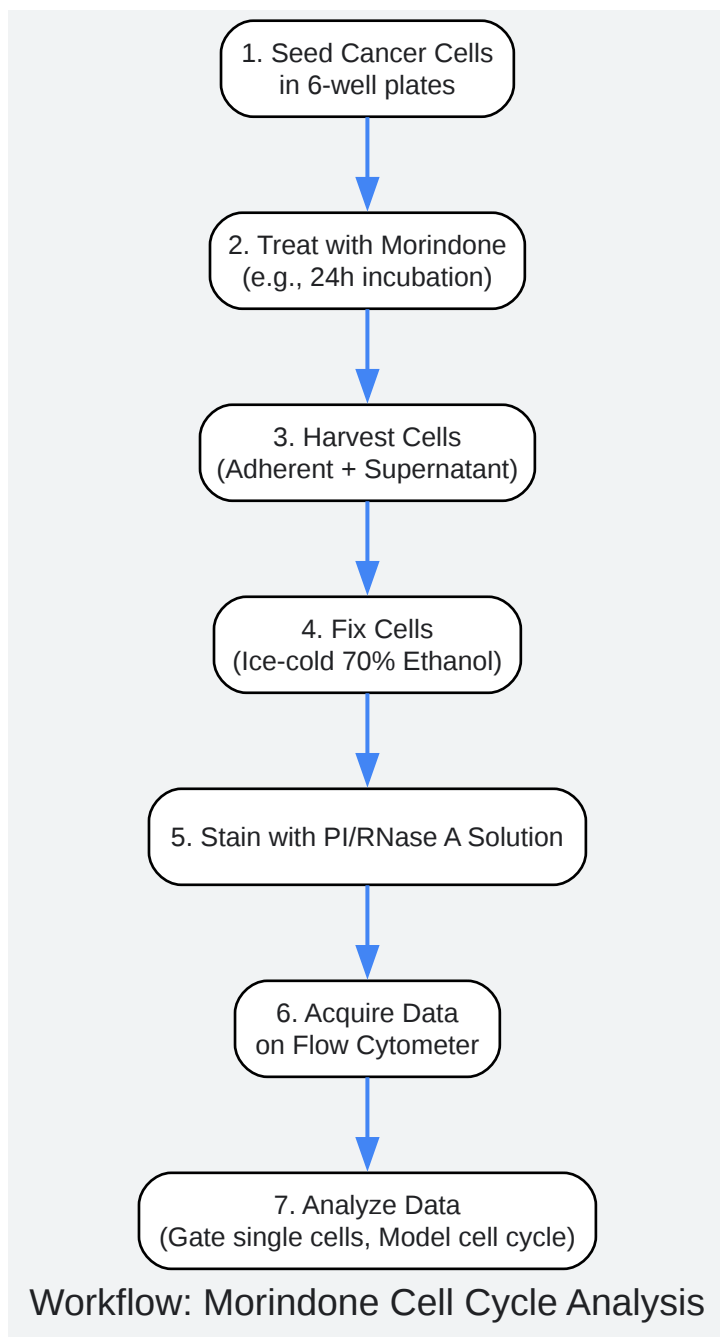 1. Seed Cancer Cells
in 6-well plates
2. Treat with Morindone
(e.g., 24h incubation)
3. Harvest Cells
(Adherent + Supernatant)
4. Fix Cells
(Ice-cold 70% Ethanol)
5. Stain with PI/RNase A Solution
6. Acquire Data
on Flow Cytometer
7. Analyze Data
(Gate single cells, Model cell cycle)
Workflow: Morindone Cell Cycle Analysis